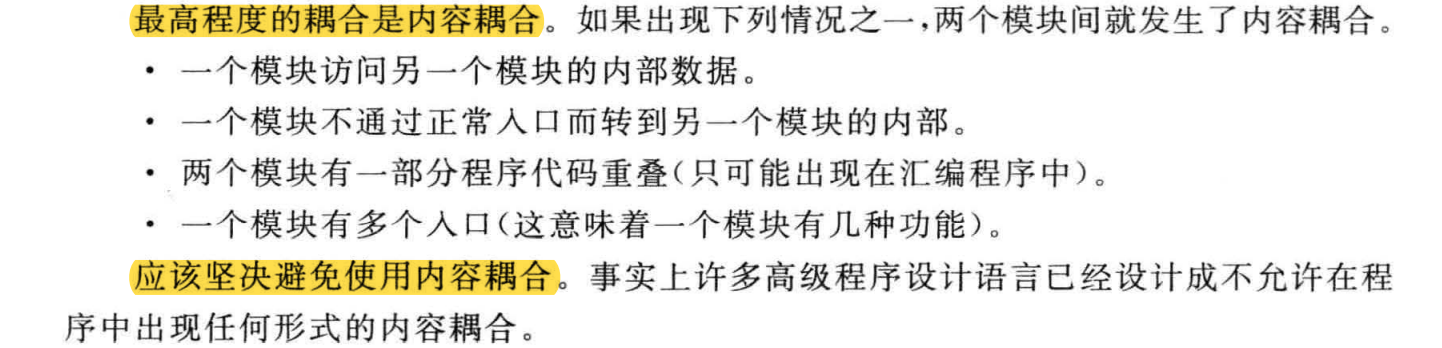 最高程度的耦合是内容耦合。如果出现下列情况之一,两个模块间就发生了内容耦合。
· 一个模块访问另一个模块的内部数据。
· 一个模块不通过正常入口而转到另一个模块的内部。
· 两个模块有一部分程序代码重叠(只可能出现在汇编程序中)。
· 一个模块有多个入口(这意味着一个模块有几种功能)。
应该坚决避免使用内容耦合。事实上许多高级程序设计语言已经设计成不允许在程
序中出现任何形式的内容耦合。